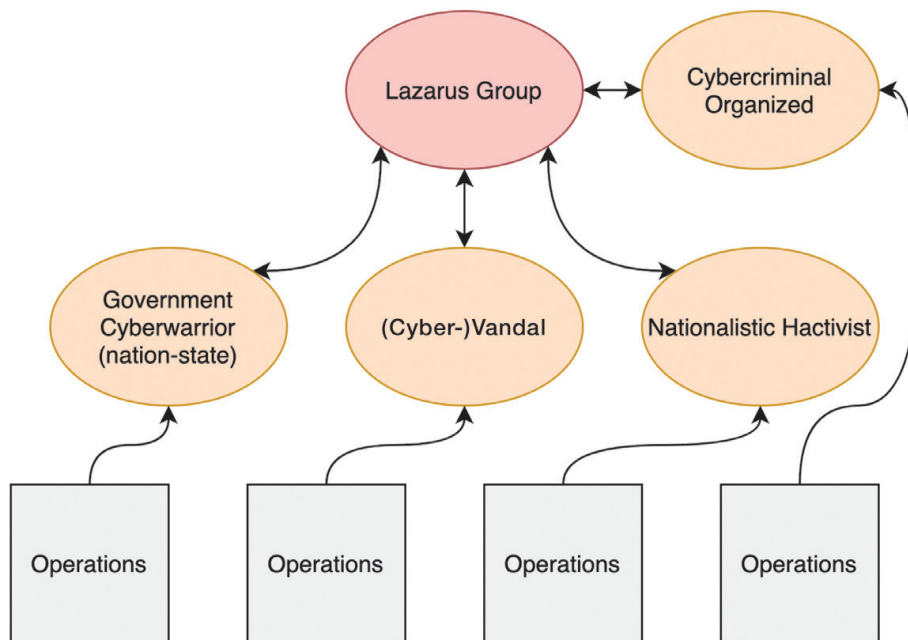 Lazarus Group
Cybercriminal
Organized
Government
Cyberwarrior
(nation-state)
(Cyber-)Vandal
Nationalistic Hactivist
Operations
Operations
Operations
Operations